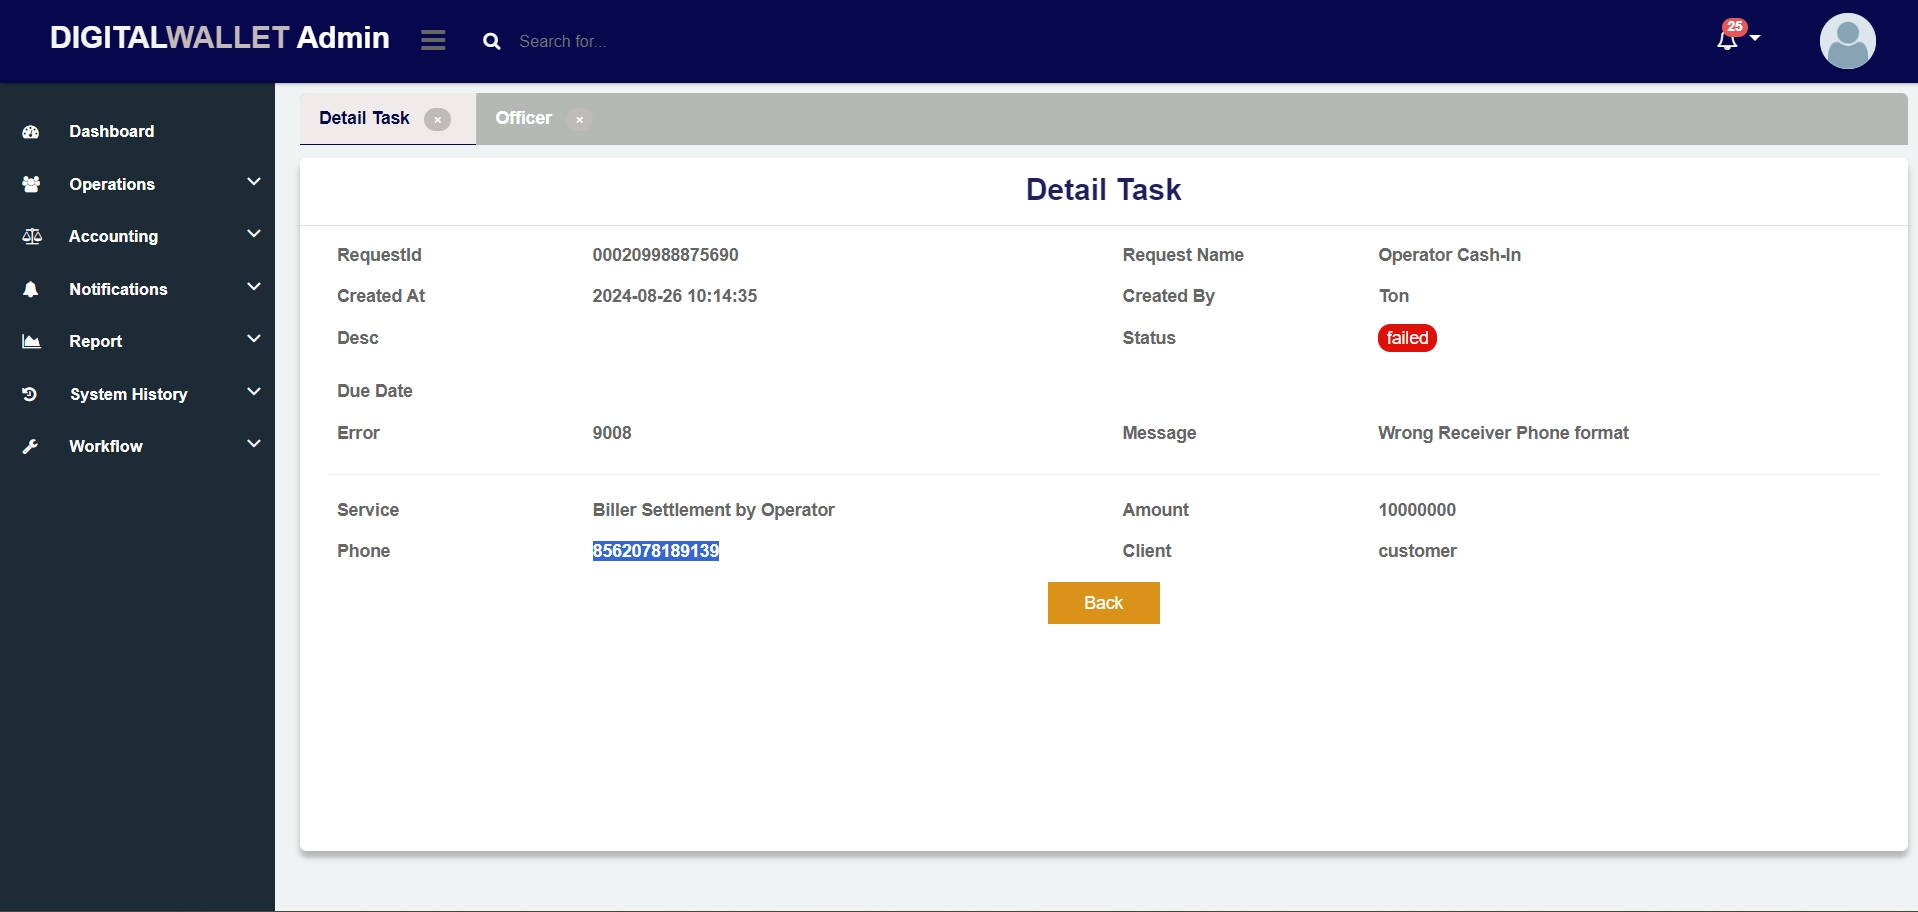 DIGITALWALLET Admin
Search for...
25
Dashboard
Operations
Accounting
Notifications
Report
System History
Workflow
Detail Task ×
Officer ×
Detail Task
RequestId 000209988875690 Request Name Operator Cash-In
Created At 2024-08-26 10:14:35 Created By Ton
Desc Status failed
Due Date
Error 9008 Message Wrong Receiver Phone format
Service Biller Settlement by Operator Amount 10000000
Phone 8562078189139 Client customer
Back